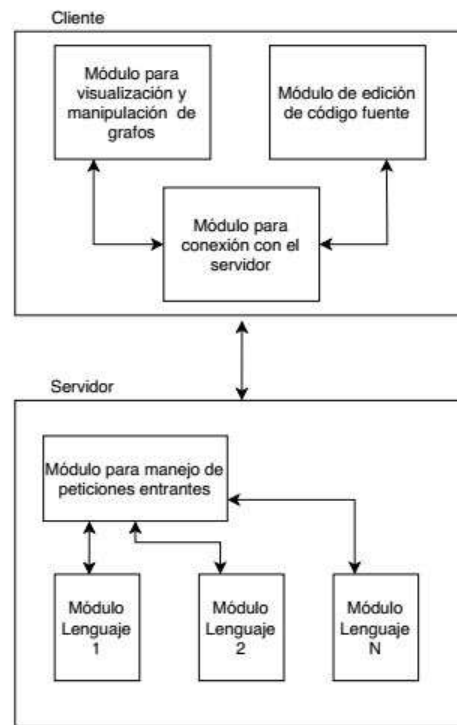 Cliente
Módulo para
visualización y
manipulación de
grafos
Módulo de edición
de código fuente
Módulo para
conexión con el
servidor
Servidor
Módulo para manejo de
peticiones entrantes
Módulo
Lenguaje
1
Módulo
Lenguaje
2
Módulo
Lenguaje
N